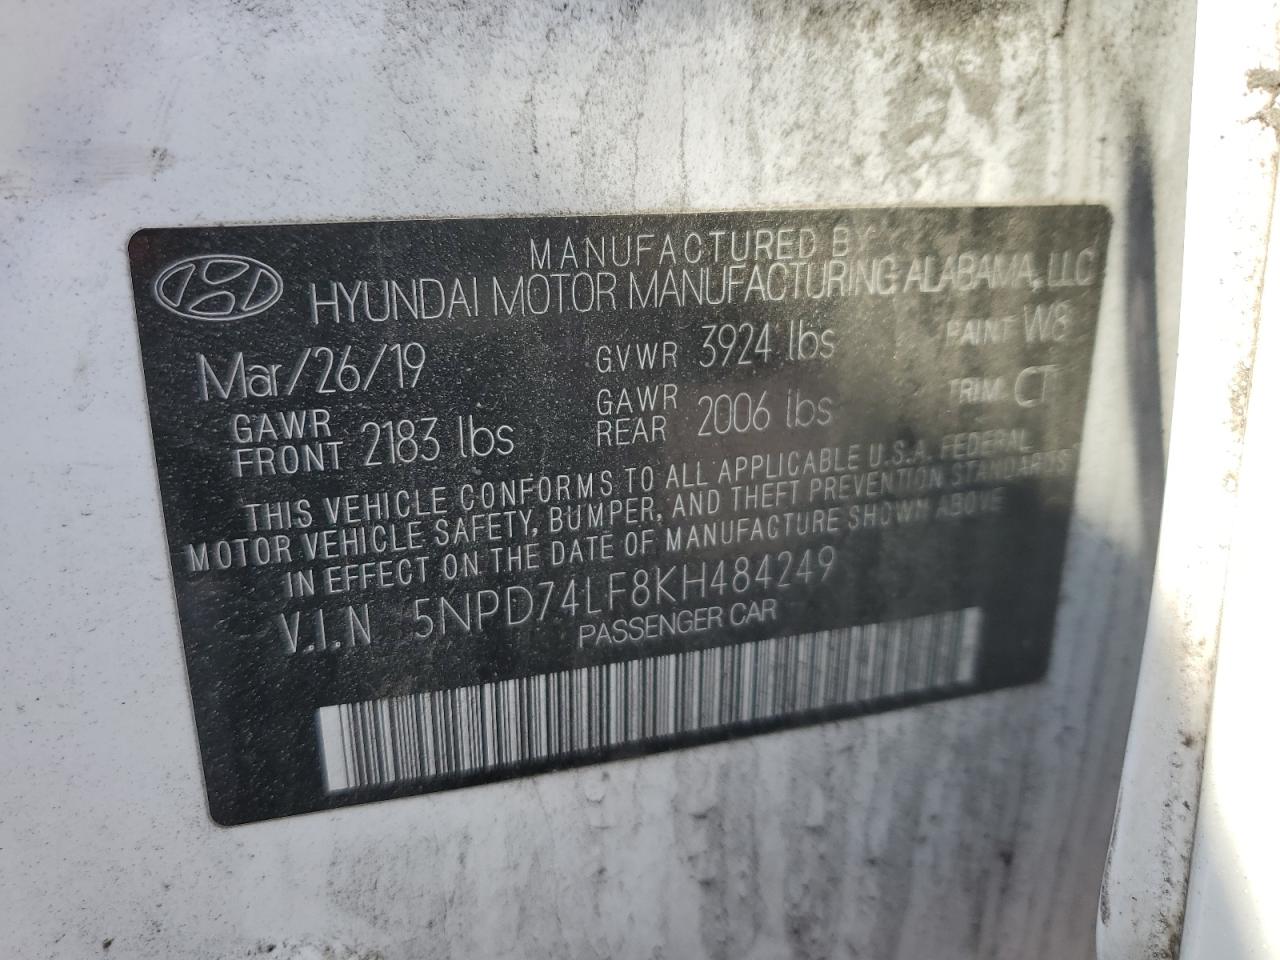 MANUFACTURED BY
HYUNDAI MOTOR MANUFACTURING ALABAMA, LLC
Mar/26/19 GVWR 3924 lbs PAINT W8
GAWR FRONT 2183 lbs GAWR REAR 2006 lbs TRIM CT
THIS VEHICLE CONFORMS TO ALL APPLICABLE U.S.A. FEDERAL
MOTOR VEHICLE SAFETY, BUMPER, AND THEFT PREVENTION STANDARDS
IN EFFECT ON THE DATE OF MANUFACTURE SHOWN ABOVE
V.I.N 5NPD74LF8KH484249
PASSENGER CAR